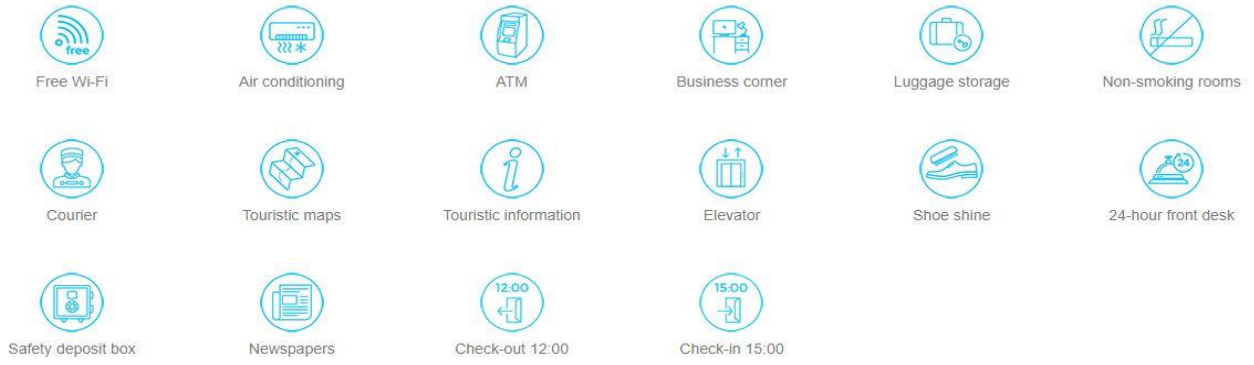 free
Free Wi-Fi
Air conditioning
ATM
Business corner
Luggage storage
Non-smoking rooms
Courier
Touristic maps
i
Touristic information
Elevator
Shoe shine
24
24-hour front desk
Safety deposit box
Newspapers
12:00
Check-out 12:00
15:00
Check-in 15:00